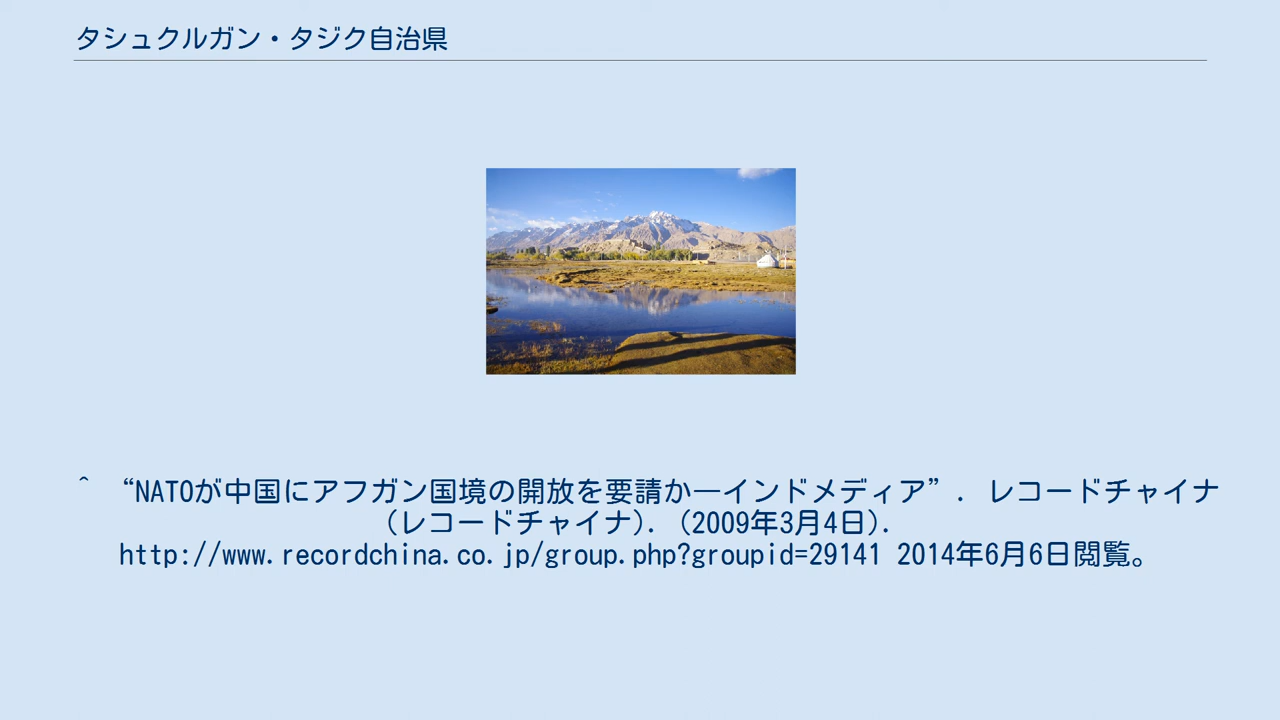 タシュクルガン・タジク自治県
^ “NATOが中国にアフガン国境の開放を要請か―インドメディア”. レコードチャイナ
(レコードチャイナ). (2009年3月4日).
http://www.recordchina.co.jp/group.php?groupid=29141 2014年6月6日閲覧。